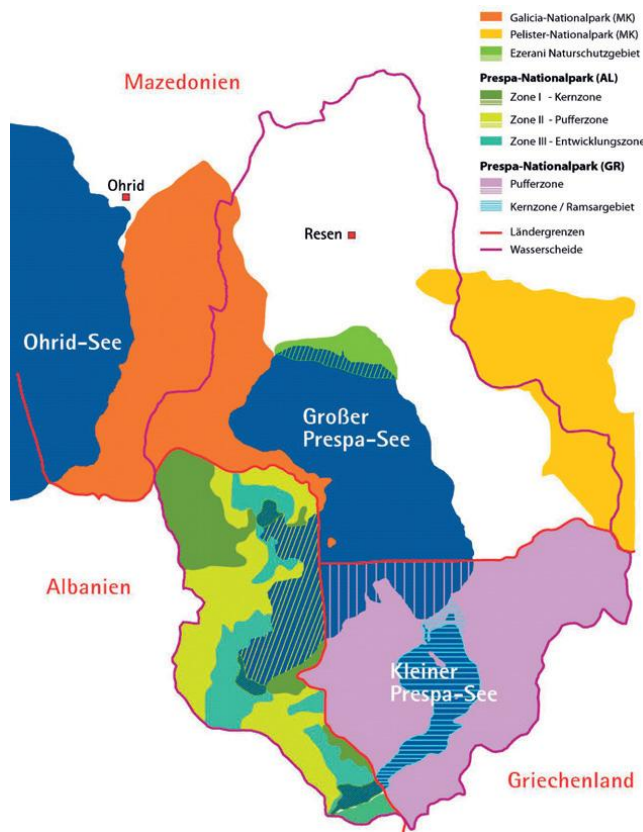 Galicia-Nationalpark (MK)
Pelister-Nationalpark (MK)
Ezerani Naturschutzgebiet
Prespa-Nationalpark (AL)
Zone I - Kernzone
Zone II - Pufferzone
Zone III - Entwicklungszone
Prespa-Nationalpark (GR)
Pufferzone
Kernzone / Ramsargebiet
Ländergrenzen
Wasserscheide
Mazedonien
Ohrid
Resen
Ohrid-See
Großer
Prespa-See
Albanien
Kleiner
Prespa-See
Griechenland